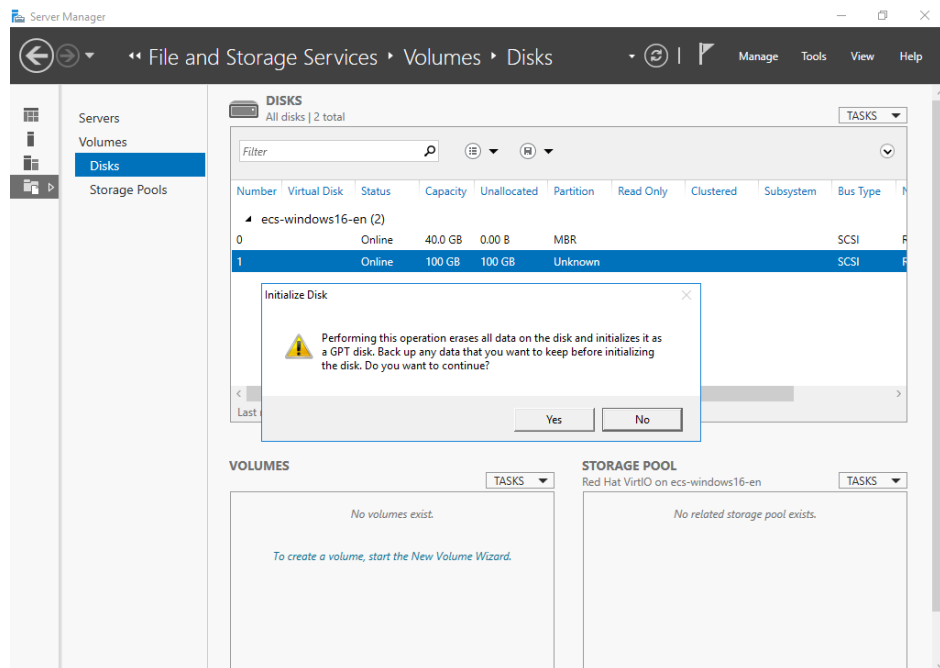 Server Manager
File and Storage Services Volumes Disks
Manage Tools View Help
Servers
Volumes
Disks
Storage Pools
DISKS
All disks | 2 total
TASKS
Filter
Number Virtual Disk Status Capacity Unallocated Partition Read Only Clustered Subsystem Bus Type
ecs-windows16-en (2)
0 Online 40.0 GB 0.00 B MBR SCSI
1 Online 100 GB 100 GB Unknown SCSI
Initialize Disk
Performing this operation erases all data on the disk and initializes it as
a GPT disk. Back up any data that you want to keep before initializing
the disk. Do you want to continue?
Yes No
Last
VOLUMES
TASKS
No volumes exist.
To create a volume, start the New Volume Wizard.
STORAGE POOL
Red Hat VirtIO on ecs-windows16-en
TASKS
No related storage pool exists.